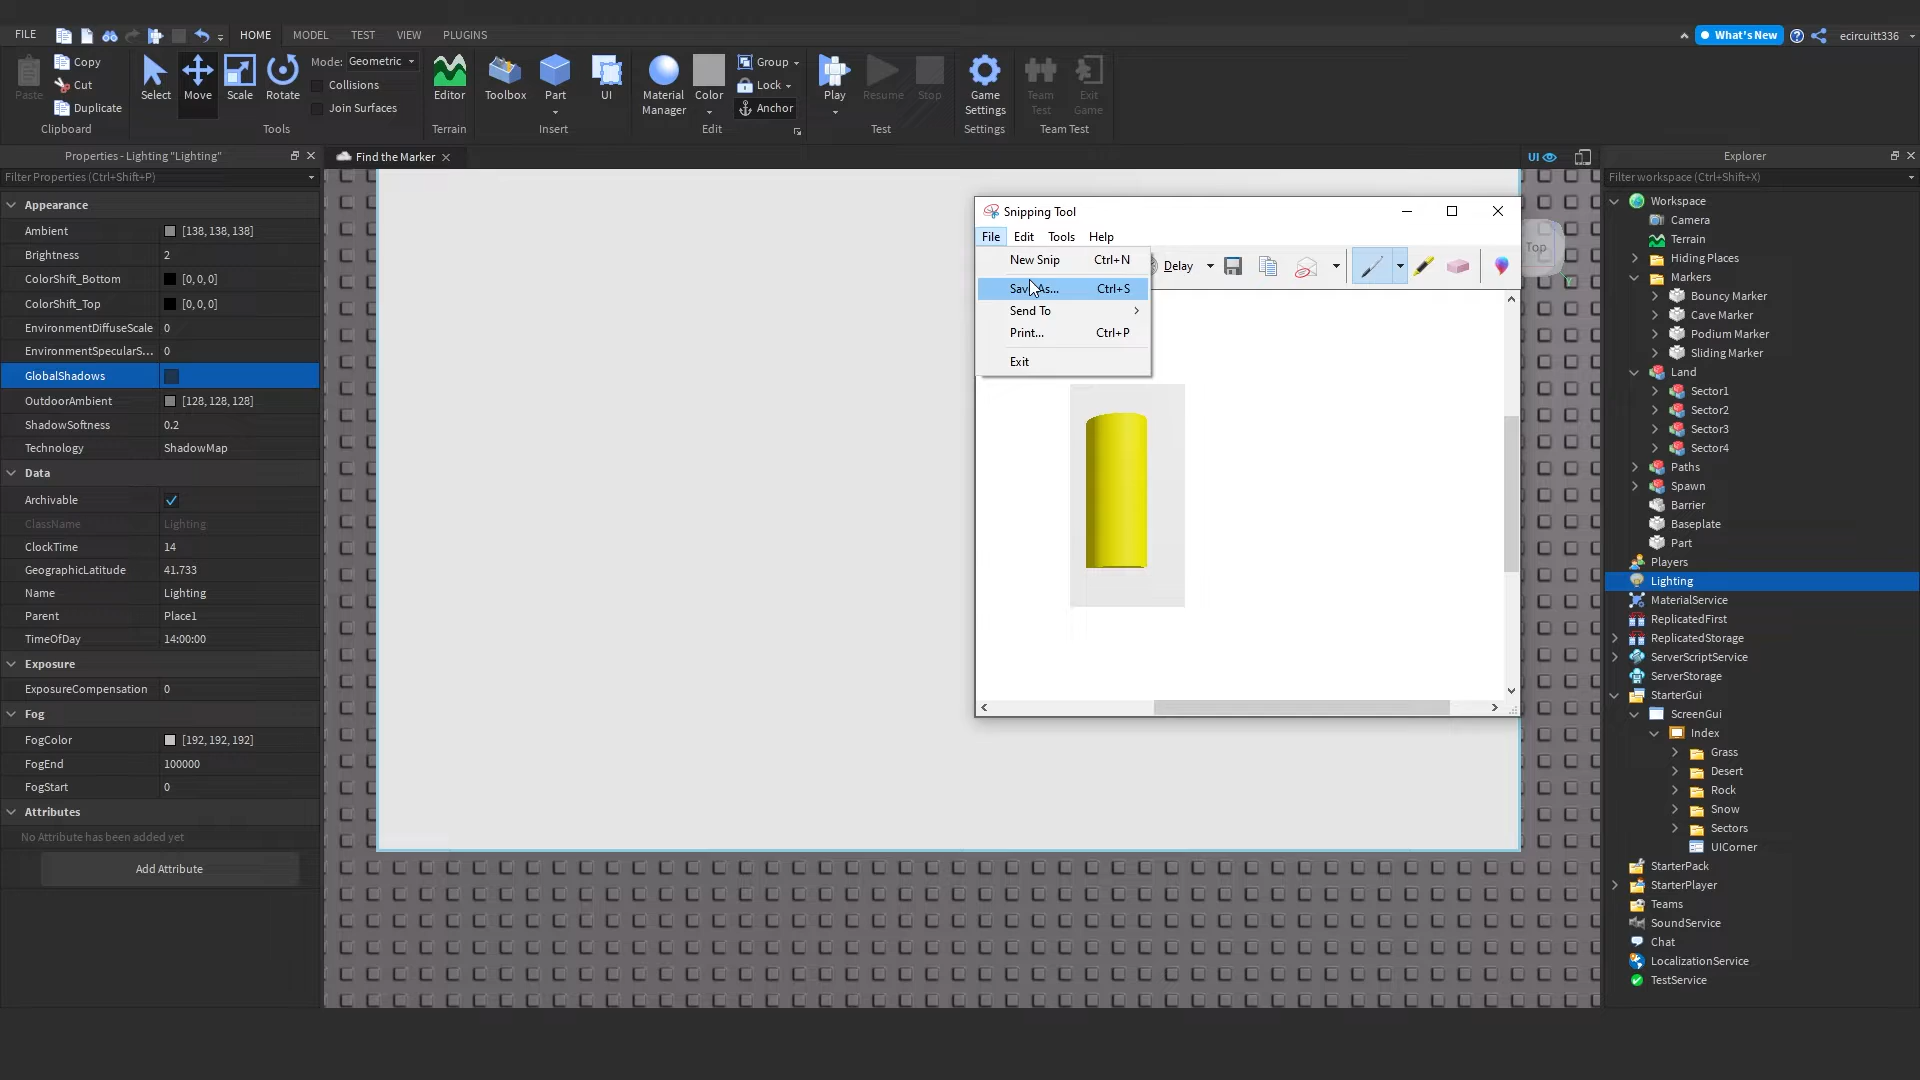 FILE
HOME
MODEL
TEST
VIEW
PLUGINS
What's New
ecircuitt336
Paste
Copy
Cut
Duplicate
Clipboard
Select
Move
Scale
Rotate
Mode: Geometric
Collisions
Join Surfaces
Tools
Editor
Terrain
Toolbox
Part
UI
Insert
Material
Manager
Color
Group
Lock
Anchor
Edit
Play
Resume
Stop
Test
Game
Settings
Settings
Team
Test
Exit
Game
Team Test
Properties - Lighting "Lighting"
Filter Properties (Ctrl+Shift+P)
Appearance
Ambient [138, 138, 138]
Brightness 2
ColorShift_Bottom [0, 0, 0]
ColorShift_Top [0, 0, 0]
EnvironmentDiffuseScale 0
EnvironmentSpecularS... 0
GlobalShadows
OutdoorAmbient [128, 128, 128]
ShadowSoftness 0.2
Technology ShadowMap
Data
Archivable
ClassName Lighting
ClockTime 14
GeographicLatitude 41.733
Name Lighting
Parent Place1
TimeOfDay 14:00:00
Exposure
ExposureCompensation 0
Fog
FogColor [192, 192, 192]
FogEnd 100000
FogStart 0
Attributes
No Attribute has been added yet
Add Attribute
Find the Marker
UI
Top
Snipping Tool
File Edit Tools Help
New Snip Ctrl+N
Save As... Ctrl+S
Send To
Print... Ctrl+P
Exit
Delay
Explorer
Filter workspace (Ctrl+Shift+X)
Workspace
Camera
Terrain
Hiding Places
Markers
Bouncy Marker
Cave Marker
Podium Marker
Sliding Marker
Land
Sector1
Sector2
Sector3
Sector4
Paths
Spawn
Barrier
Baseplate
Part
Players
Lighting
MaterialService
ReplicatedFirst
ReplicatedStorage
ServerScriptService
ServerStorage
StarterGui
ScreenGui
Index
Grass
Desert
Rock
Snow
Sectors
UICorner
StarterPack
StarterPlayer
Teams
SoundService
Chat
LocalizationService
TestService